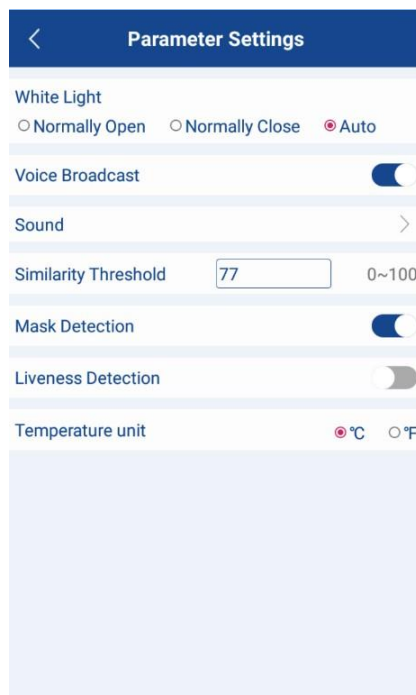 Parameter Settings
White Light
Normally Open Normally Close Auto
Voice Broadcast
Sound
Similarity Threshold 77 0~100
Mask Detection
Liveness Detection
Temperature unit ℃ ℉